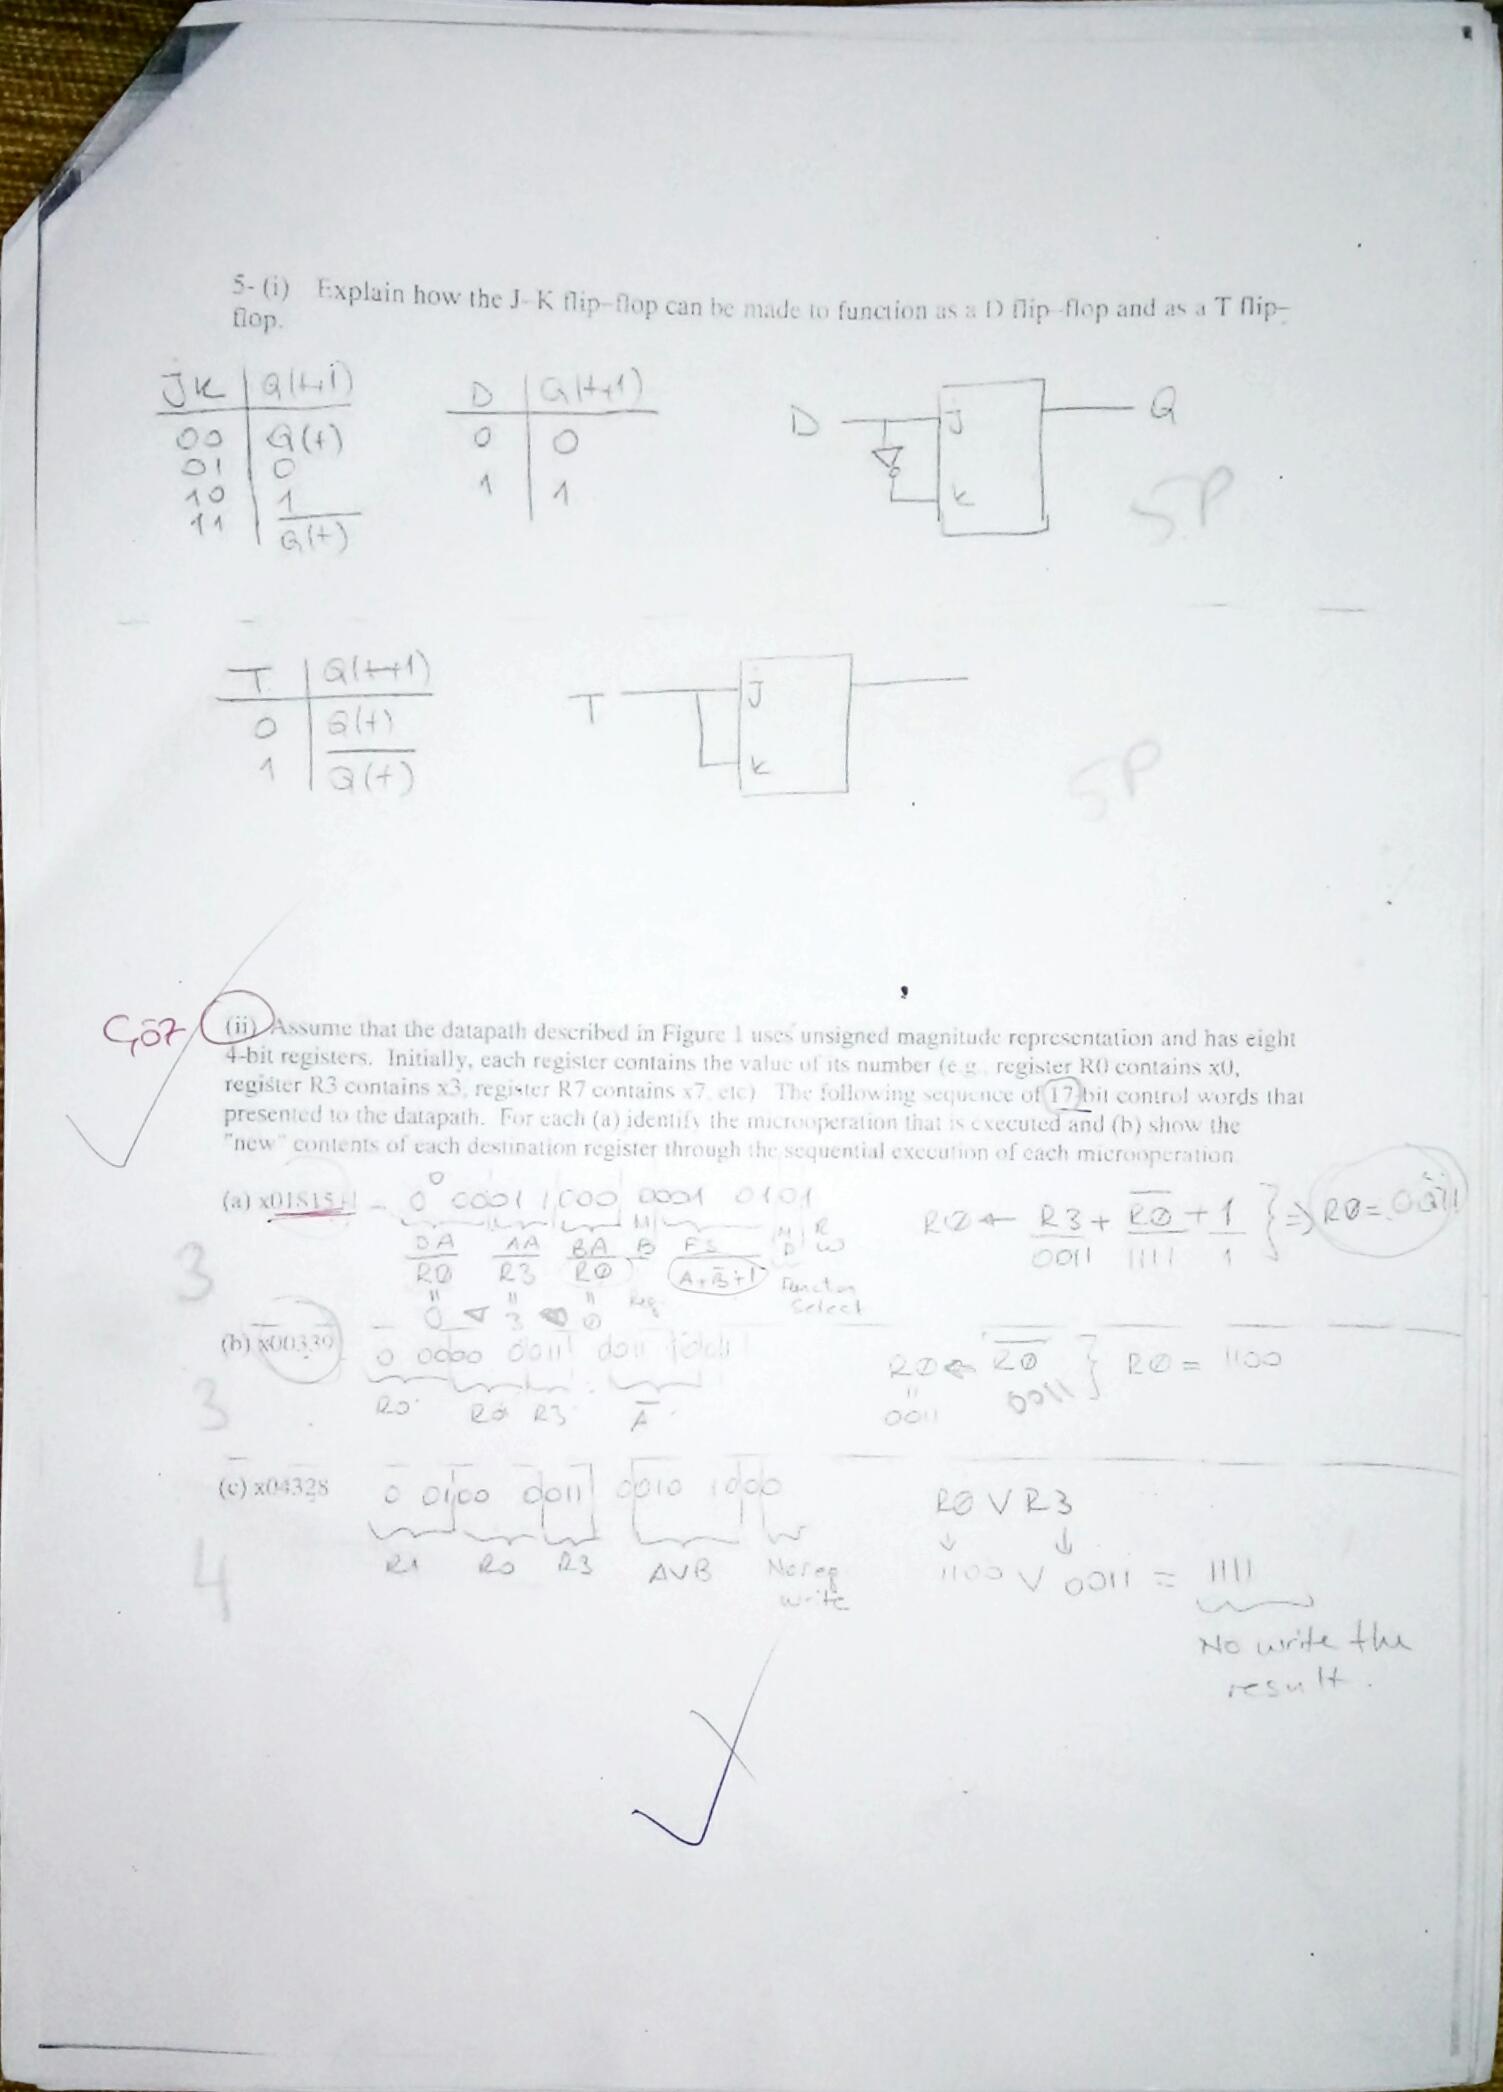 5- (i) Explain how the J-K flip-flop can be made to function as a D flip-flop and as a T flip-
flop.
JK Q(t+1)
00 Q(t)
01 0
10 1
11 Q(t)
D Q(t+1)
0 0
1 1
D J Q
K
5P
T Q(t+1)
0 Q(t)
1 Q(t)
T J
K
5P
Çöz
(ii) Assume that the datapath described in Figure 1 uses unsigned magnitude representation and has eight
4-bit registers. Initially, each register contains the value of its number (e.g. register R0 contains x0,
register R3 contains x3, register R7 contains x7, etc) The following sequence of 17-bit control words that
presented to the datapath. For each (a) identify the microoperation that is executed and (b) show the
"new" contents of each destination register through the sequential execution of each microoperation
(a) 0 0001 1000 0001 0101
DA AA BA B FS
R0 R3 R0 A+B+1 Function
0 3 0 Reg Select
R0 ← R3 + R0 + 1 } ⇒ R0 = 0011
0011 1111 1
3
(b) x00339 0 0000 0011 0011
R0 R0 R3 A
R0 ← R0 } R0 = 1100
0011 0011
3
(c) x04328 0 0100 0011 0010 1000
R1 R0 R3 AVB No reg
write
R0 V R3
1100 V 0011 = 1111
No write the
result.
4